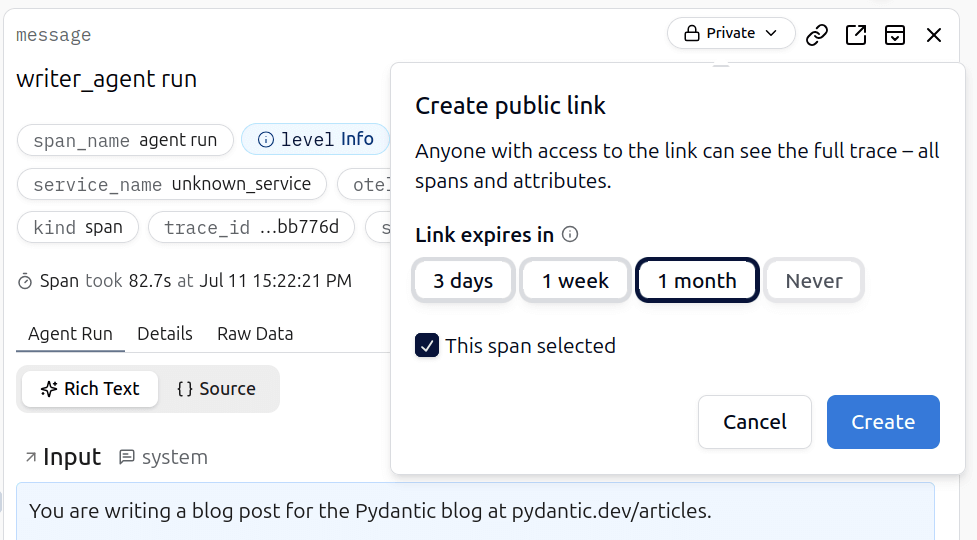 message
Private
writer_agent run
span_name agent run
level Info
service_name unknown_service
otel
kind span
trace_id …bb776d
s
Span took 82.7s at Jul 11 15:22:21 PM
Agent Run Details Raw Data
Rich Text
{} Source
Input system
You are writing a blog post for the Pydantic blog at pydantic.dev/articles.
Create public link
Anyone with access to the link can see the full trace – all
spans and attributes.
Link expires in
3 days 1 week 1 month Never
This span selected
Cancel Create